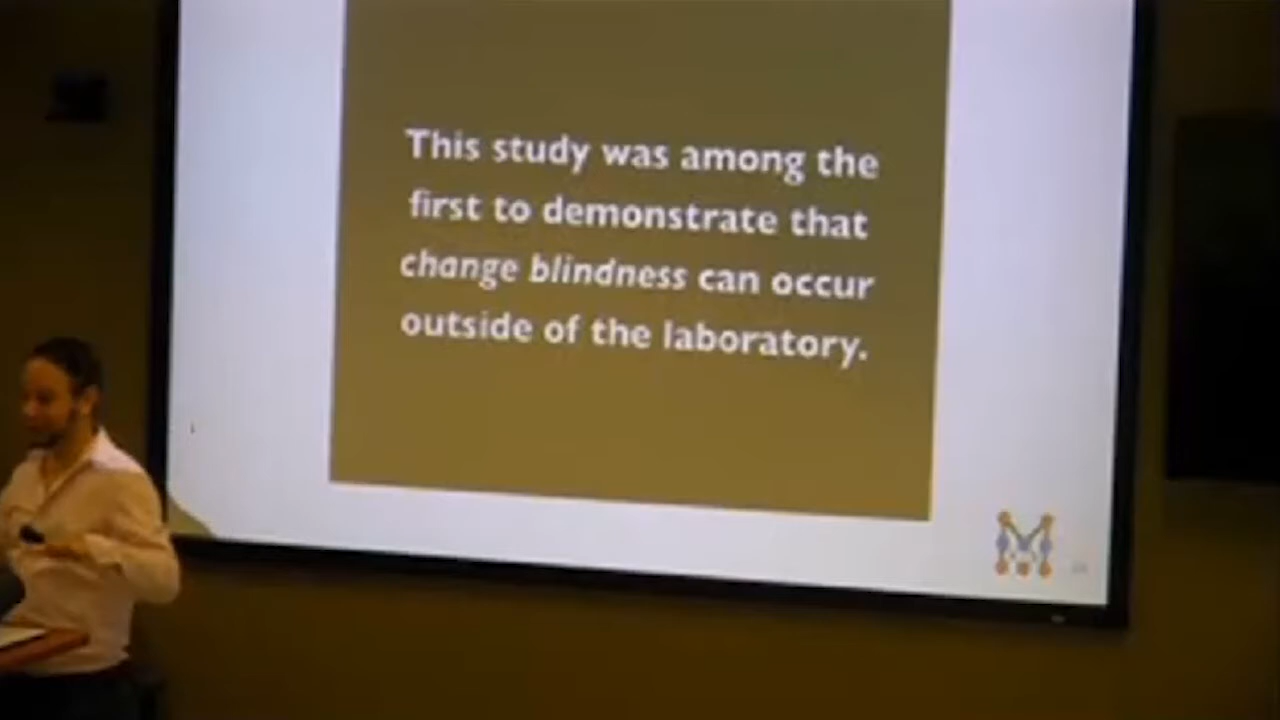 This study was among the
first to demonstrate that
change blindness can occur
outside of the laboratory.